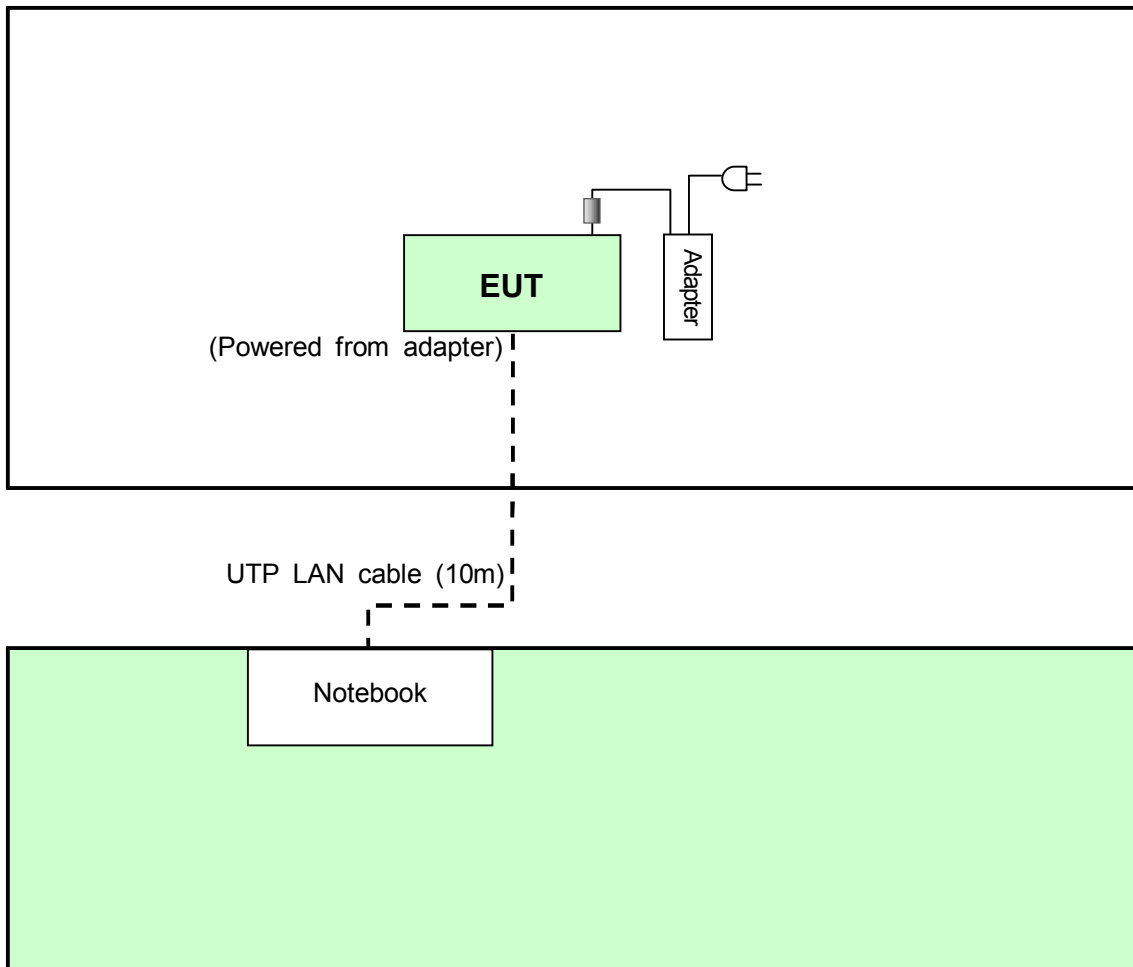 EUT
Adapter
(Powered from adapter)
UTP LAN cable (10m)
Notebook